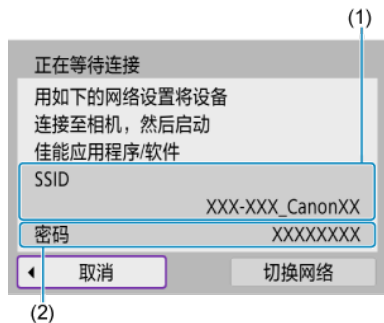 (1)
正在等待连接
用如下的网络设置将设备
连接至相机，然后启动
佳能应用程序/软件
SSID
XXX-XXX_CanonXX
密码 XXXXXXXX
取消 切换网络
(2)